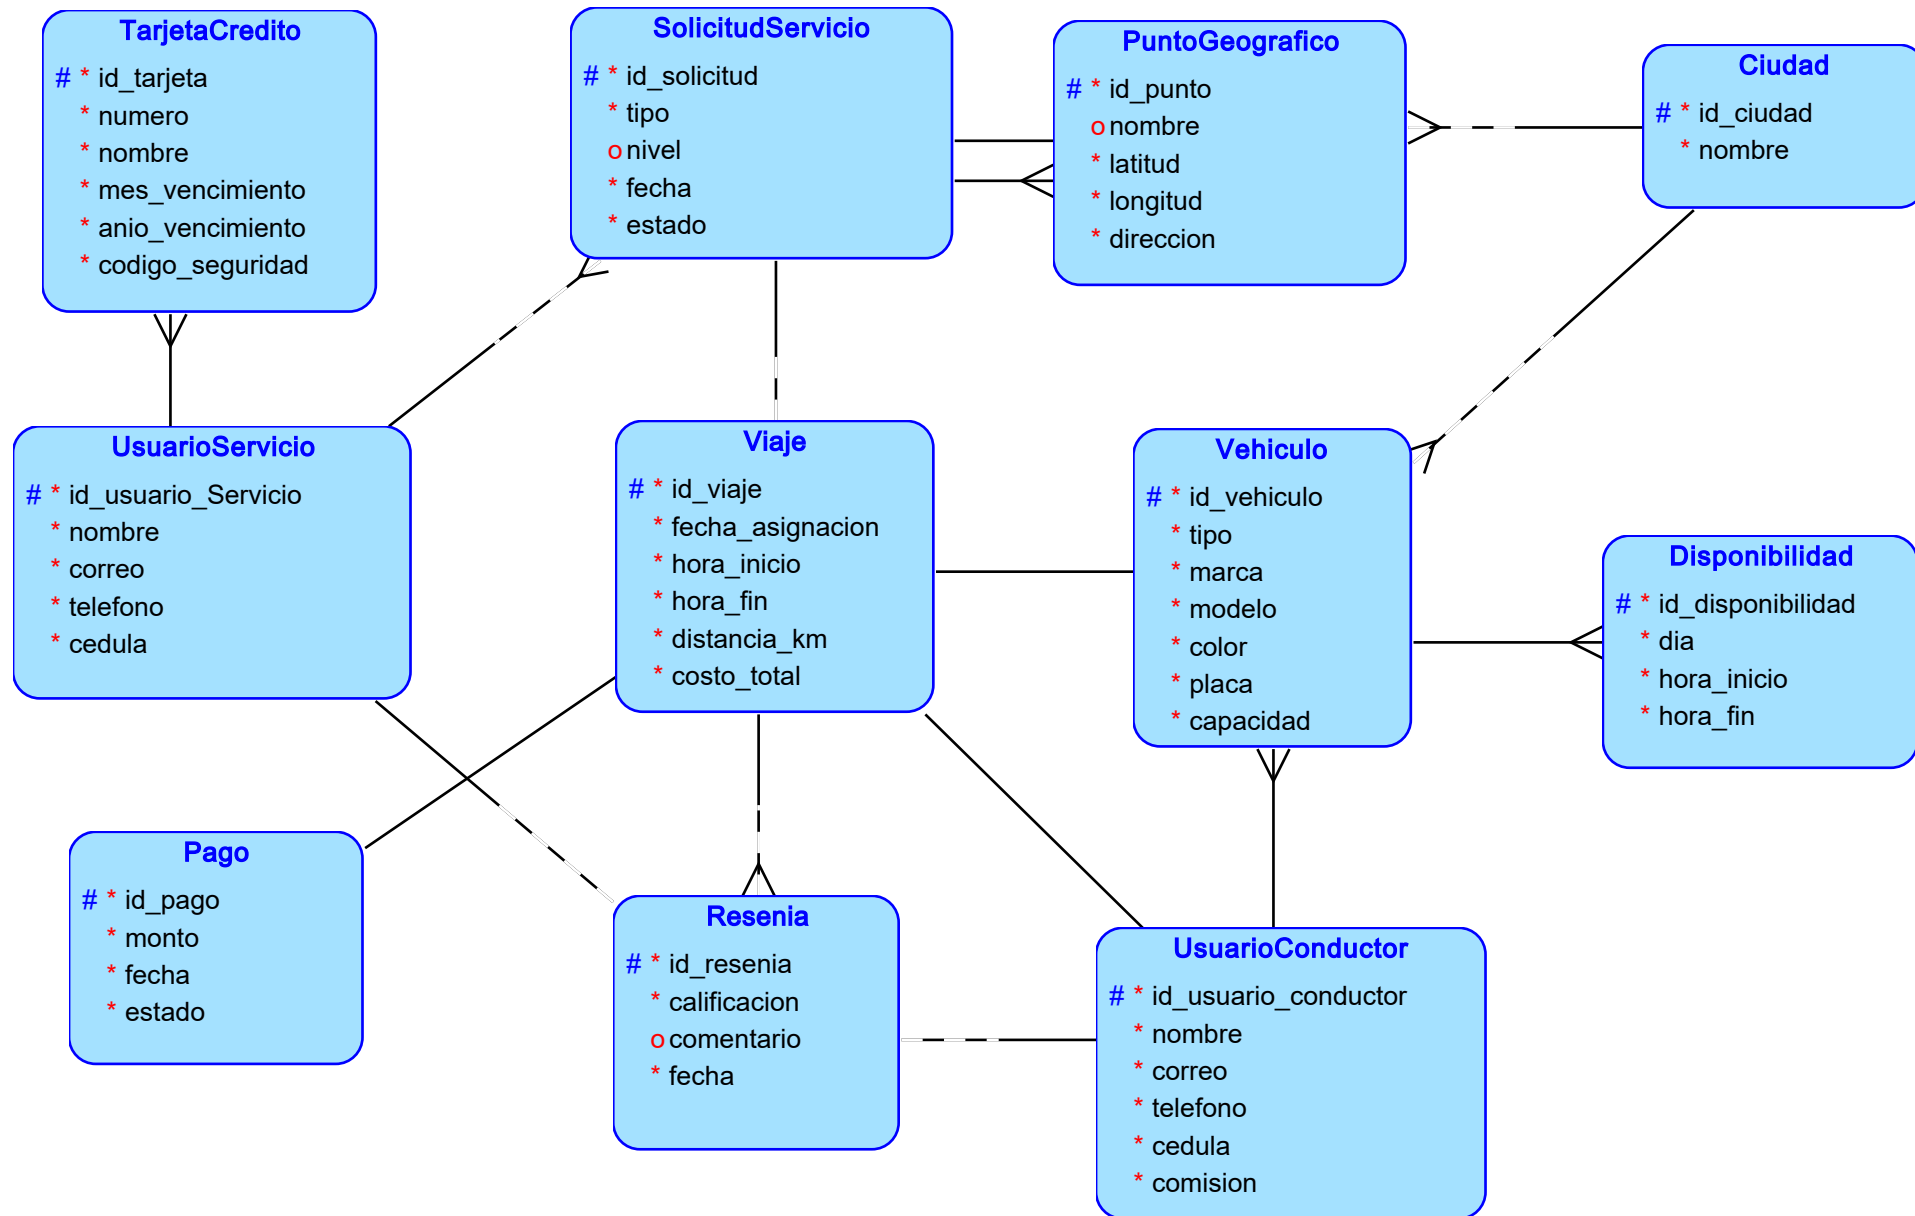 TarjetaCredito
# * id_tarjeta
* numero
* nombre
* mes_vencimiento
* anio_vencimiento
* codigo_seguridad
SolicitudServicio
# * id_solicitud
* tipo
o nivel
* fecha
* estado
PuntoGeografico
# * id_punto
o nombre
* latitud
* longitud
* direccion
Ciudad
# * id_ciudad
* nombre
UsuarioServicio
# * id_usuario_Servicio
* nombre
* correo
* telefono
* cedula
Viaje
# * id_viaje
* fecha_asignacion
* hora_inicio
* hora_fin
* distancia_km
* costo_total
Vehiculo
# * id_vehiculo
* tipo
* marca
* modelo
* color
* placa
* capacidad
Disponibilidad
# * id_disponibilidad
* dia
* hora_inicio
* hora_fin
Pago
# * id_pago
* monto
* fecha
* estado
Resenia
# * id_resenia
* calificacion
o comentario
* fecha
UsuarioConductor
# * id_usuario_conductor
* nombre
* correo
* telefono
* cedula
* comision